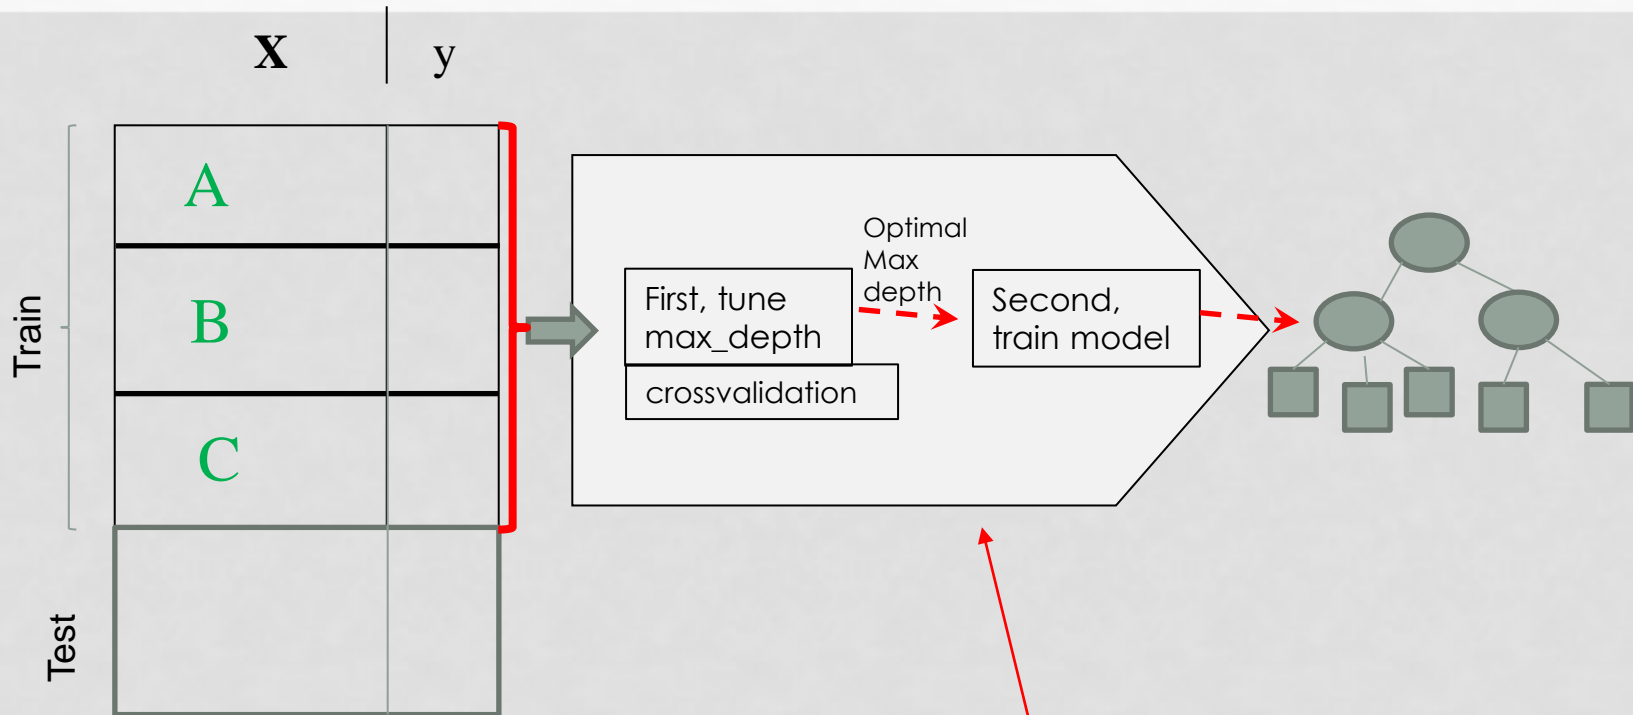 X y
A
B
C
Train
Test
First, tune
max_depth
crossvalidation
Optimal
Max
depth
Second,
train model